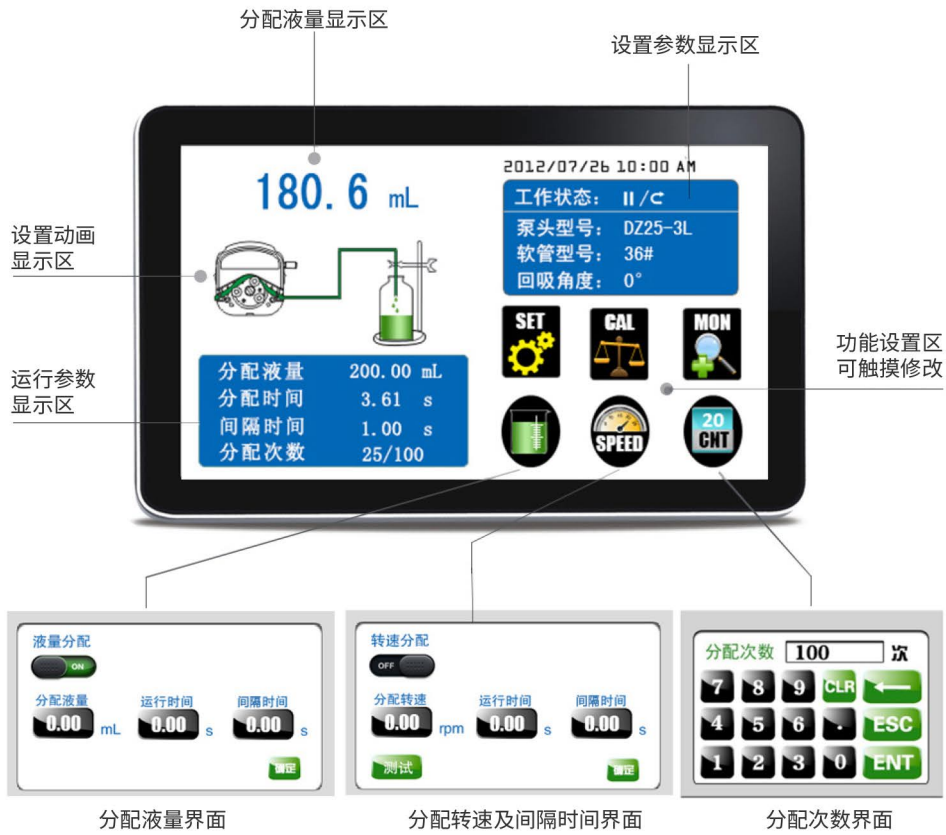 分配液量显示区
设置参数显示区
2012/07/26 10:00 AM
180.6 mL
工作状态: II/
泵头型号: DZ25-3L
软管型号: 36#
回吸角度: 0°
设置动画
显示区
SET
CAL
MON
功能设置区
可触摸修改
运行参数
显示区
分配液量 200.00 mL
分配时间 3.61 s
间隔时间 1.00 s
分配次数 25/100
SPEED
20
CNT
液量分配
ON
分配液量 运行时间 间隔时间
0.00 mL 0.00 s 0.00 s
确定
转速分配
OFF
分配转速 运行时间 间隔时间
0.00 rpm 0.00 s 0.00 s
测试 确定
分配次数 100 次
7 8 9 CLR ←
4 5 6 . ESC
1 2 3 0 ENT
分配液量界面
分配转速及间隔时间界面
分配次数界面